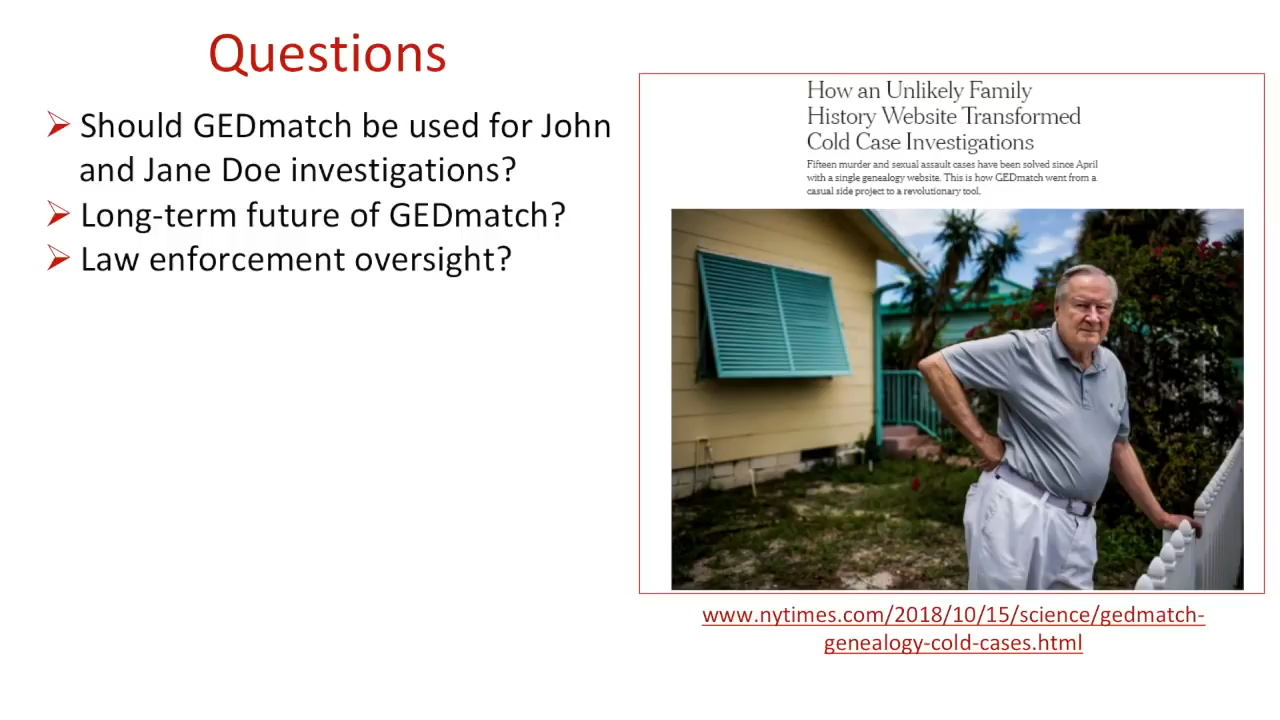 Questions
➢ Should GEDmatch be used for John
and Jane Doe investigations?
➢ Long-term future of GEDmatch?
➢ Law enforcement oversight?
How an Unlikely Family
History Website Transformed
Cold Case Investigations
Fifteen murder and sexual assault cases have been solved since April
with a single genealogy website. This is how GEDmatch went from a
casual side project to a revolutionary tool.
www.nytimes.com/2018/10/15/science/gedmatch-
genealogy-cold-cases.html